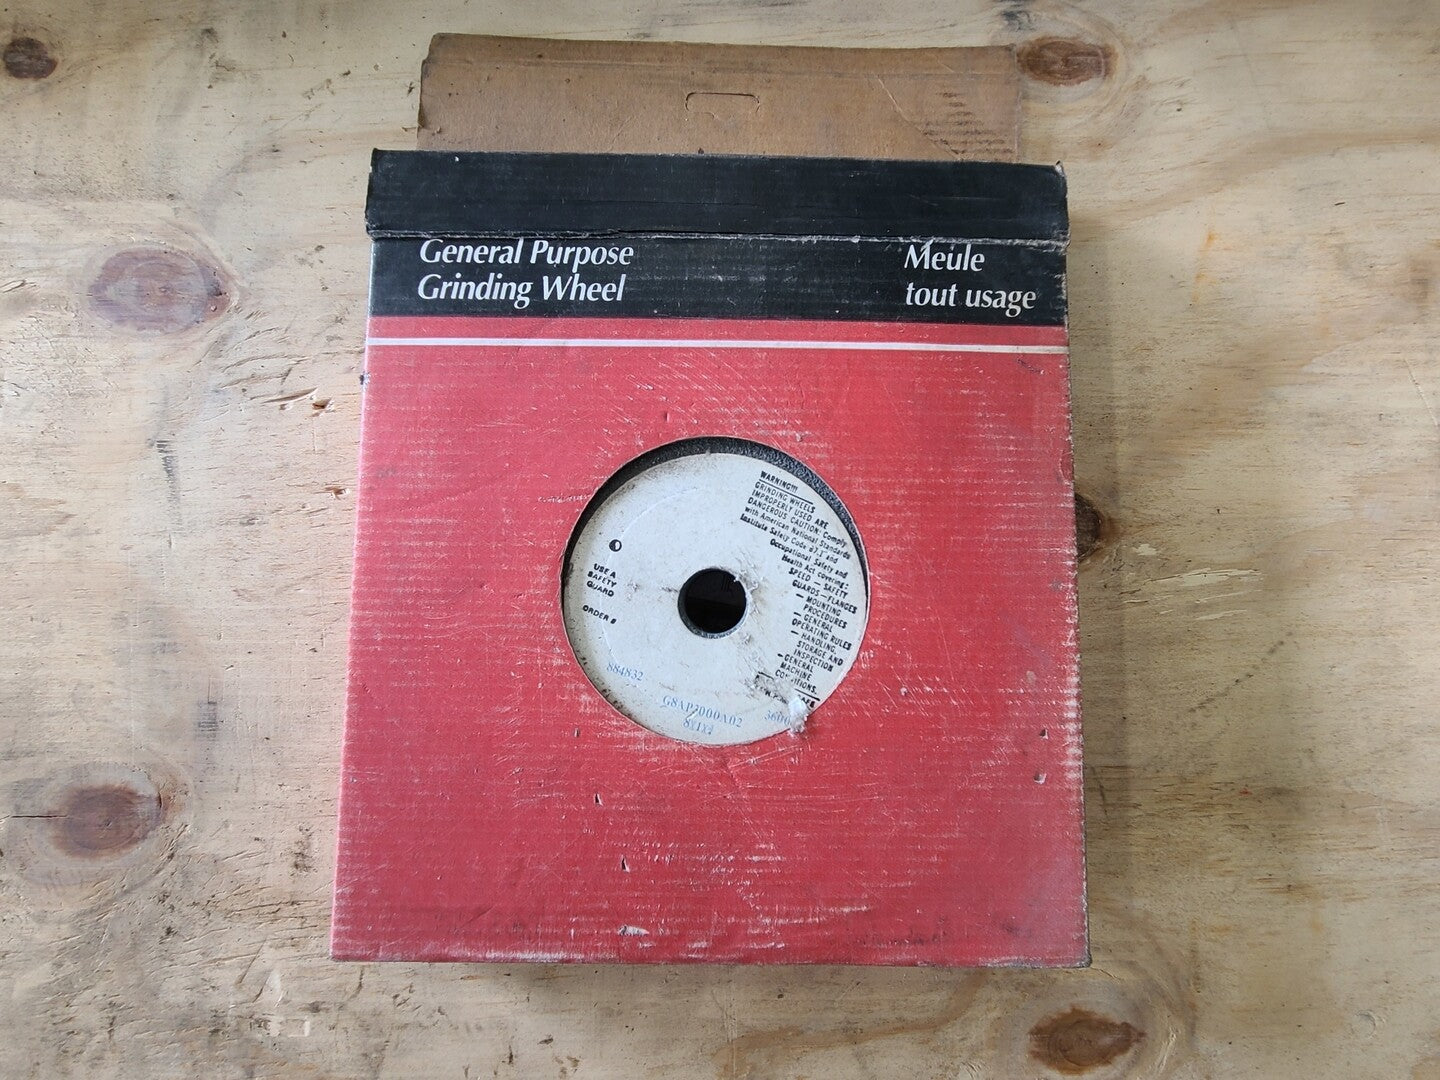 General Purpose
Grinding Wheel
Meule
tout usage
WARNING!!!
GRINDING WHEELS
IMPROPERLY USED ARE
DANGEROUS CAUTION: Comply
with American National Standards
Institute Safety Code B7.1 and
Occupational Safety and
Health Act covering:
SPEED — SAFETY
GUARDS—FLANGES
— MOUNTING
PROCEDURES
— GENERAL
OPERATING RULES
— HANDLING,
STORAGE AND
INSPECTION
—GENERAL
MACHINE
USE A
SAFETY
GUARD
ORDER #
884832
3600